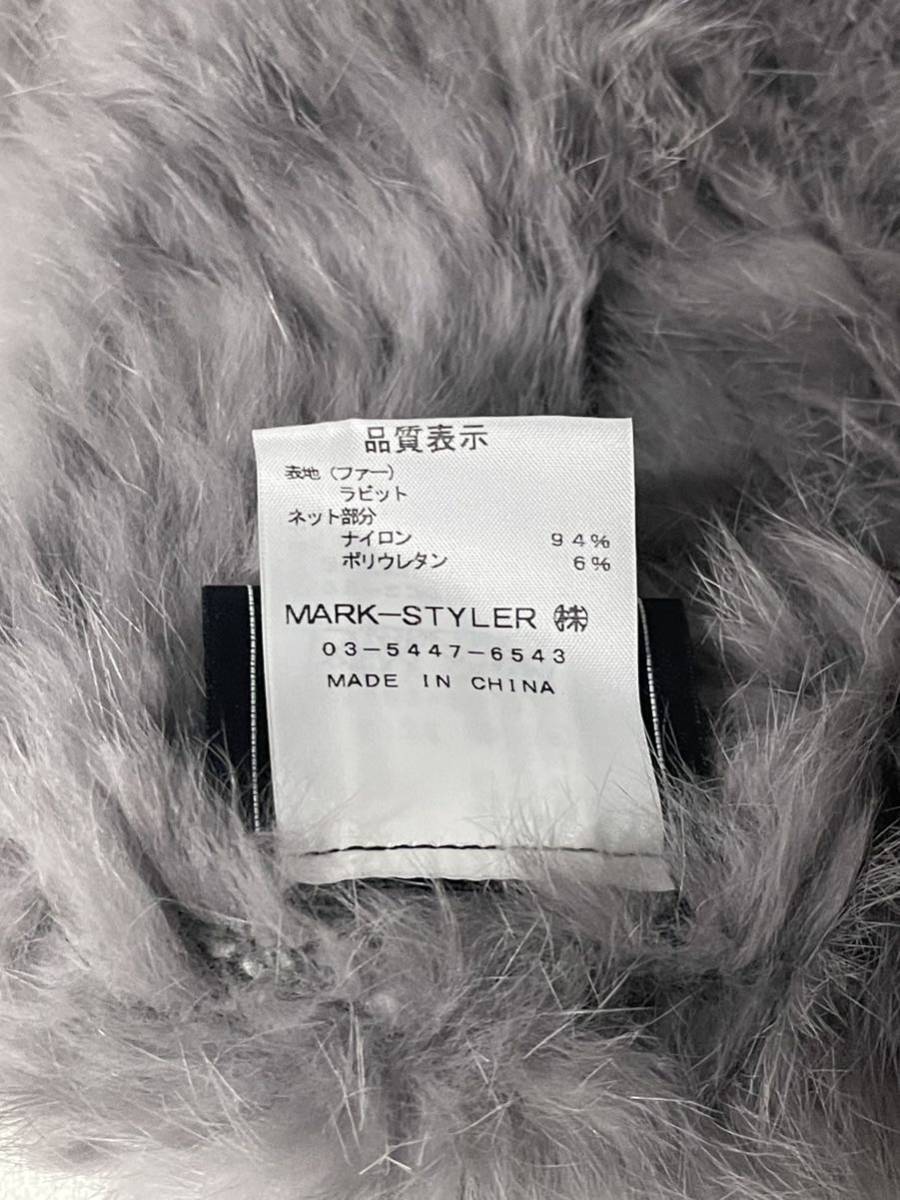 品質表示
表地（ファー）
ラビット
ネット部分
ナイロン 94%
ポリウレタン 6%
MARK-STYLER ㈱
03-5447-6543
MADE IN CHINA